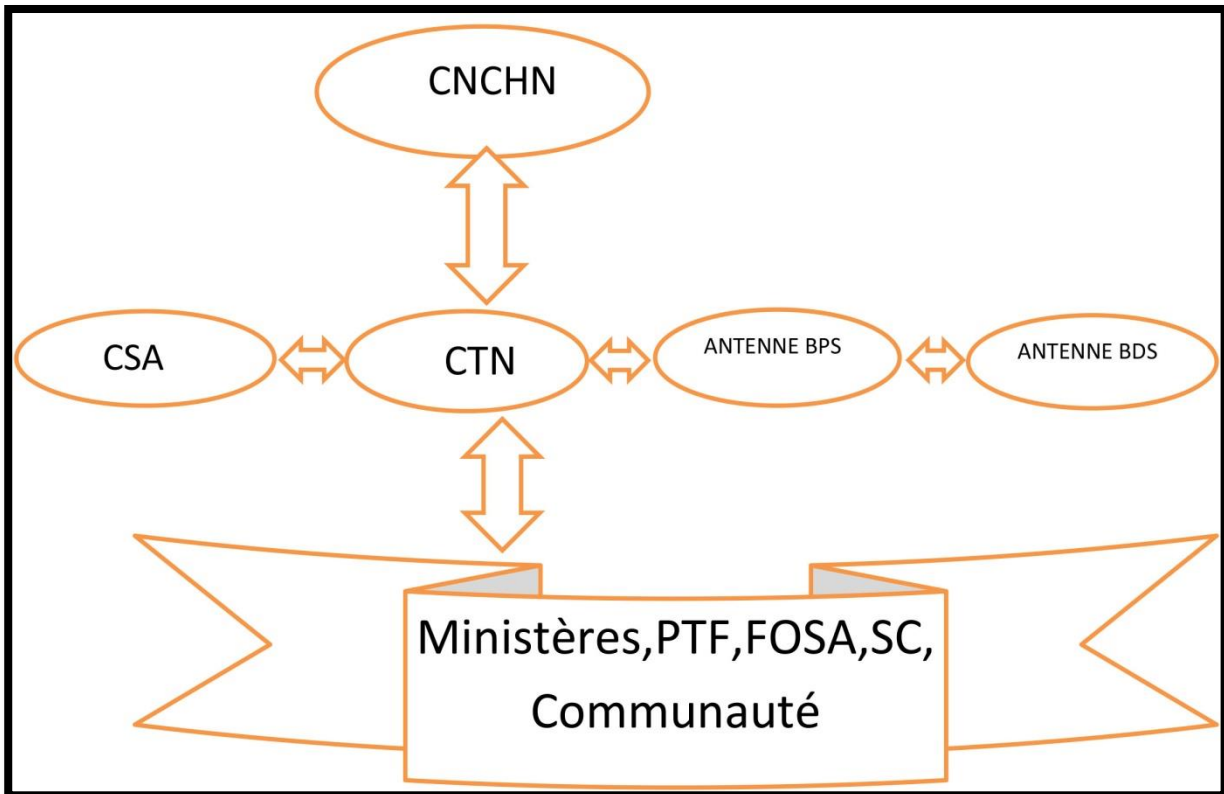 CNCHN
CSA
CTN
ANTENNE BPS
ANTENNE BDS
Ministères,PTF,FOSA,SC,
Communauté